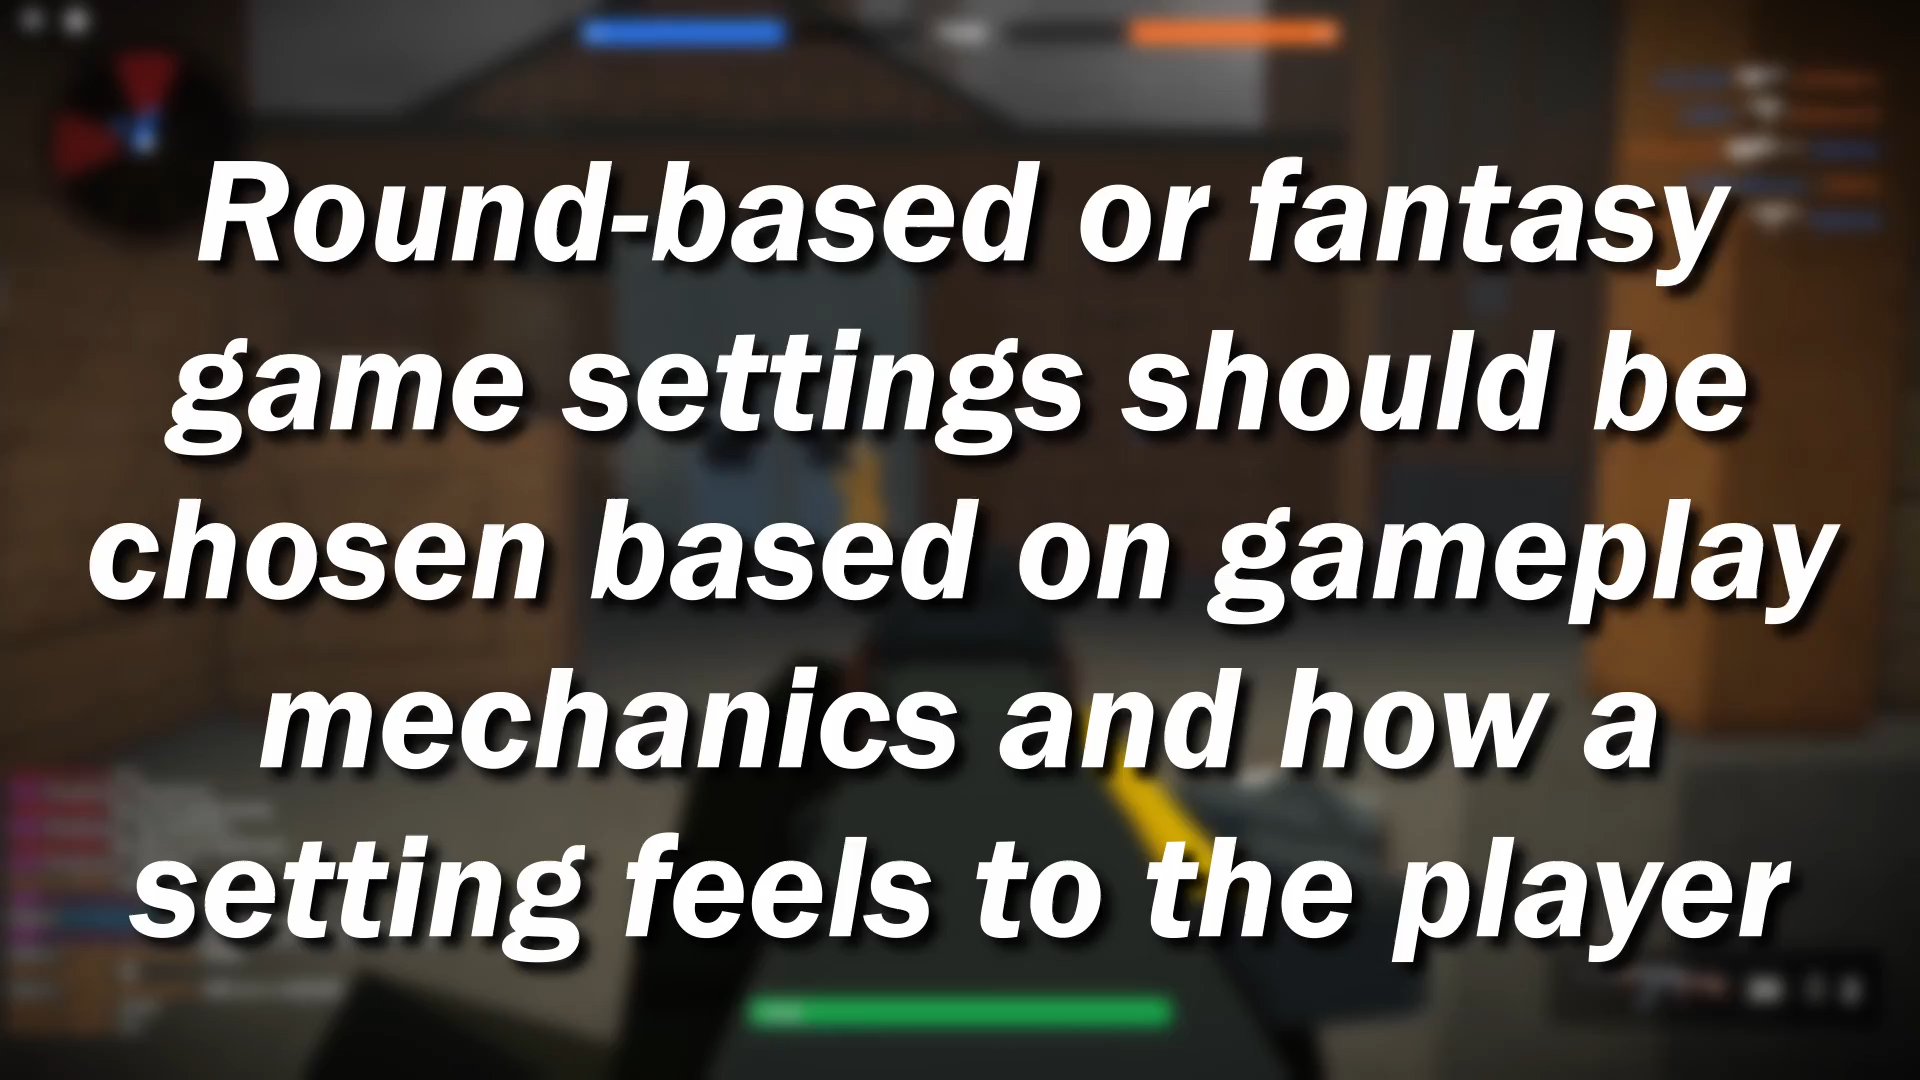 Round-based or fantasy
game settings should be
chosen based on gameplay
mechanics and how a
setting feels to the player